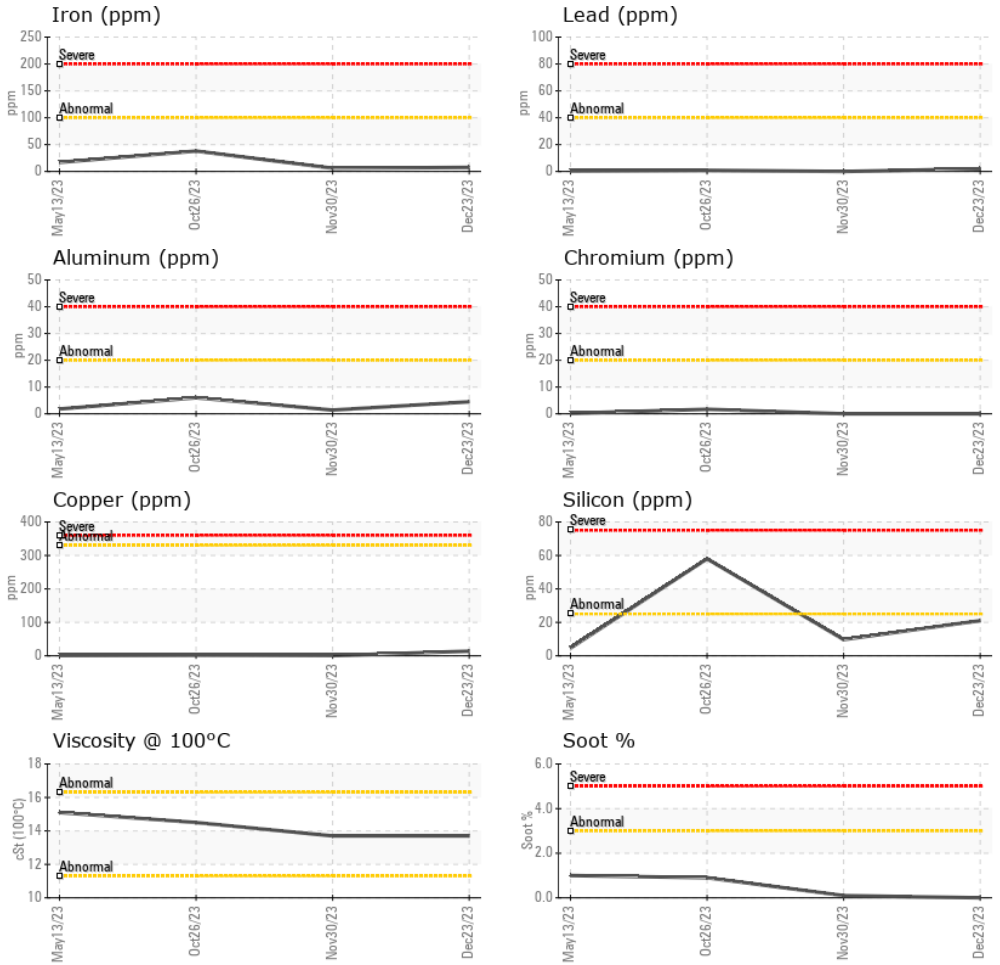 Iron (ppm)
250
200
150
100
50
0
ppm
Severe
Abnormal
May13/23
Oct26/23
Nov30/23
Dec23/23
Lead (ppm)
100
80
60
40
20
0
ppm
Severe
Abnormal
May13/23
Oct26/23
Nov30/23
Dec23/23
Aluminum (ppm)
50
40
30
20
10
0
ppm
Severe
Abnormal
May13/23
Oct26/23
Nov30/23
Dec23/23
Chromium (ppm)
50
40
30
20
10
0
ppm
Severe
Abnormal
May13/23
Oct26/23
Nov30/23
Dec23/23
Copper (ppm)
400
300
200
100
0
ppm
Severe
Abnormal
May13/23
Oct26/23
Nov30/23
Dec23/23
Silicon (ppm)
80
60
40
20
0
ppm
Severe
Abnormal
May13/23
Oct26/23
Nov30/23
Dec23/23
Viscosity @ 100°C
18
16
14
12
10
cSt (100°C)
Abnormal
Abnormal
May13/23
Oct26/23
Nov30/23
Dec23/23
Soot %
6.0
4.0
2.0
0.0
Soot %
Severe
Abnormal
May13/23
Oct26/23
Nov30/23
Dec23/23